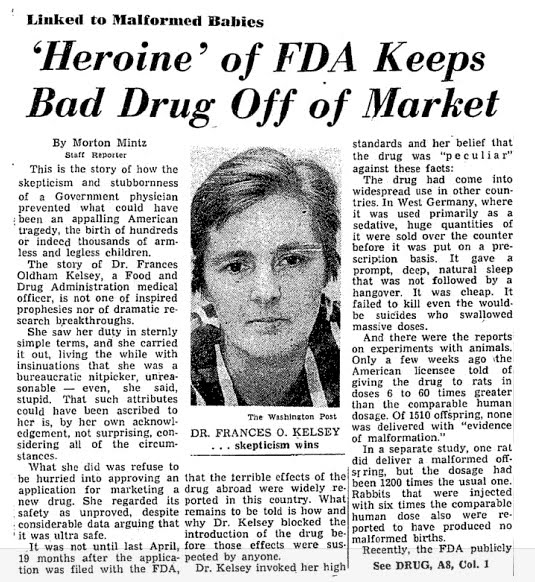 Linked to Malformed Babies
‘Heroine’ of FDA Keeps
Bad Drug Off of Market
By Morton Mintz
Staff Reporter
This is the story of how the
skepticism and stubbornness
of a Government physician
prevented what could have
been an appalling American
tragedy, the birth of hundreds
or indeed thousands of arm-
less and legless children.
The story of Dr. Frances
Oldham Kelsey, a Food and
Drug Administration medical
officer, is not one of inspired
prophesies nor of dramatic re-
search breakthroughs.
She saw her duty in sternly
simple terms, and she carried
it out, living the while with
insinuations that she was a
bureaucratic nitpicker, unrea-
sonable — even, she said,
stupid. That such attributes
could have been ascribed to
her is, by her own acknowl-
edgement, not surprising, con-
sidering all of the circum-
stances.
What she did was refuse to
be hurried into approving an
application for marketing a
new drug. She regarded its
safety as unproved, despite
considerable data arguing that
it was ultra safe.
It was not until last April,
19 months after the applica-
tion was filed with the FDA,
The Washington Post
DR. FRANCES O. KELSEY
. . . skepticism wins
that the terrible effects of the
drug abroad were widely re-
ported in this country. What
remains to be told is how and
why Dr. Kelsey blocked the
introduction of the drug be-
fore those effects were sus-
pected by anyone.
Dr. Kelsey invoked her high
standards and her belief that
the drug was "peculiar"
against these facts:
The drug had come into
widespread use in other coun-
tries. In West Germany, where
it was used primarily as a
sedative, huge quantities of
it were sold over the counter
before it was put on a pre-
scription basis. It gave a
prompt, deep, natural sleep
that was not followed by a
hangover. It was cheap. It
failed to kill even the would-
be suicides who swallowed
massive doses.
And there were the reports
on experiments with animals.
Only a few weeks ago the
American licensee told of
giving the drug to rats in
doses 6 to 60 times greater
than the comparable human
dosage. Of 1510 offspring, none
was delivered with "evidence
of malformation."
In a separate study, one rat
did deliver a malformed off-
spring, but the dosage had
been 1200 times the usual one.
Rabbits that were injected
with six times the comparable
human dose also were re-
ported to have produced no
malformed births.
Recently, the FDA publicly
See DRUG, A8, Col. 1